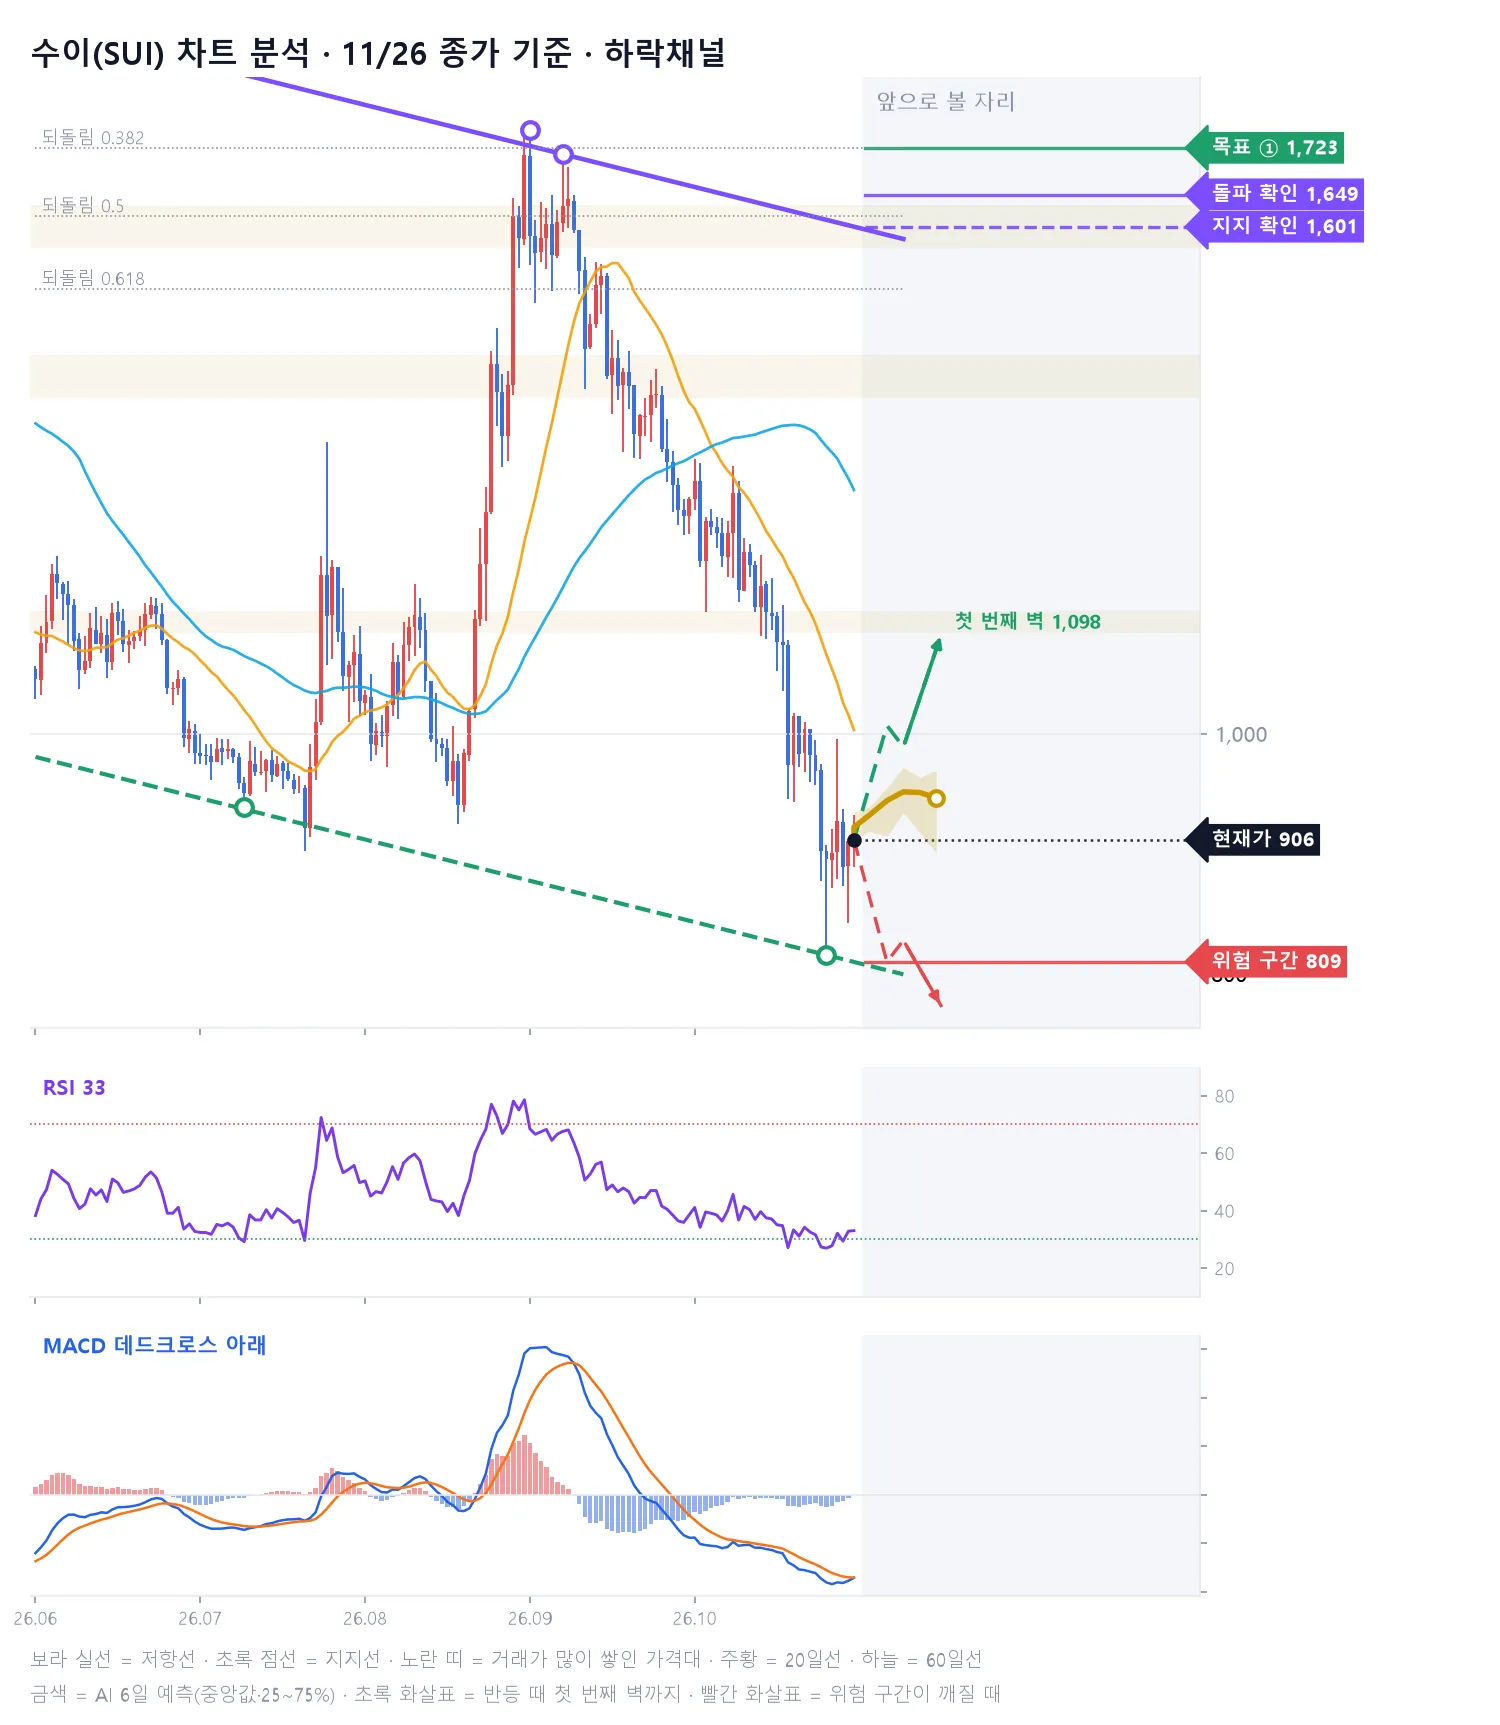 수이(SUI) 차트 분석 · 11/26 종가 기준 · 하락채널
앞으로 볼 자리
되돌림 0.382
목표 ① 1,723
돌파 확인 1,649
되돌림 0.5
지지 확인 1,601
되돌림 0.618
첫 번째 벽 1,098
1,000
현재가 906
위험 구간 809
RSI 33
80
60
40
20
MACD 데드크로스 아래
26.06 26.07 26.08 26.09 26.10
보라 실선 = 저항선 · 초록 점선 = 지지선 · 노란 띠 = 거래가 많이 쌓인 가격대 · 주황 = 20일선 · 하늘 = 60일선
금색 = AI 6일 예측(중앙값·25~75%) · 초록 화살표 = 반등 때 첫 번째 벽까지 · 빨간 화살표 = 위험 구간이 깨질 때